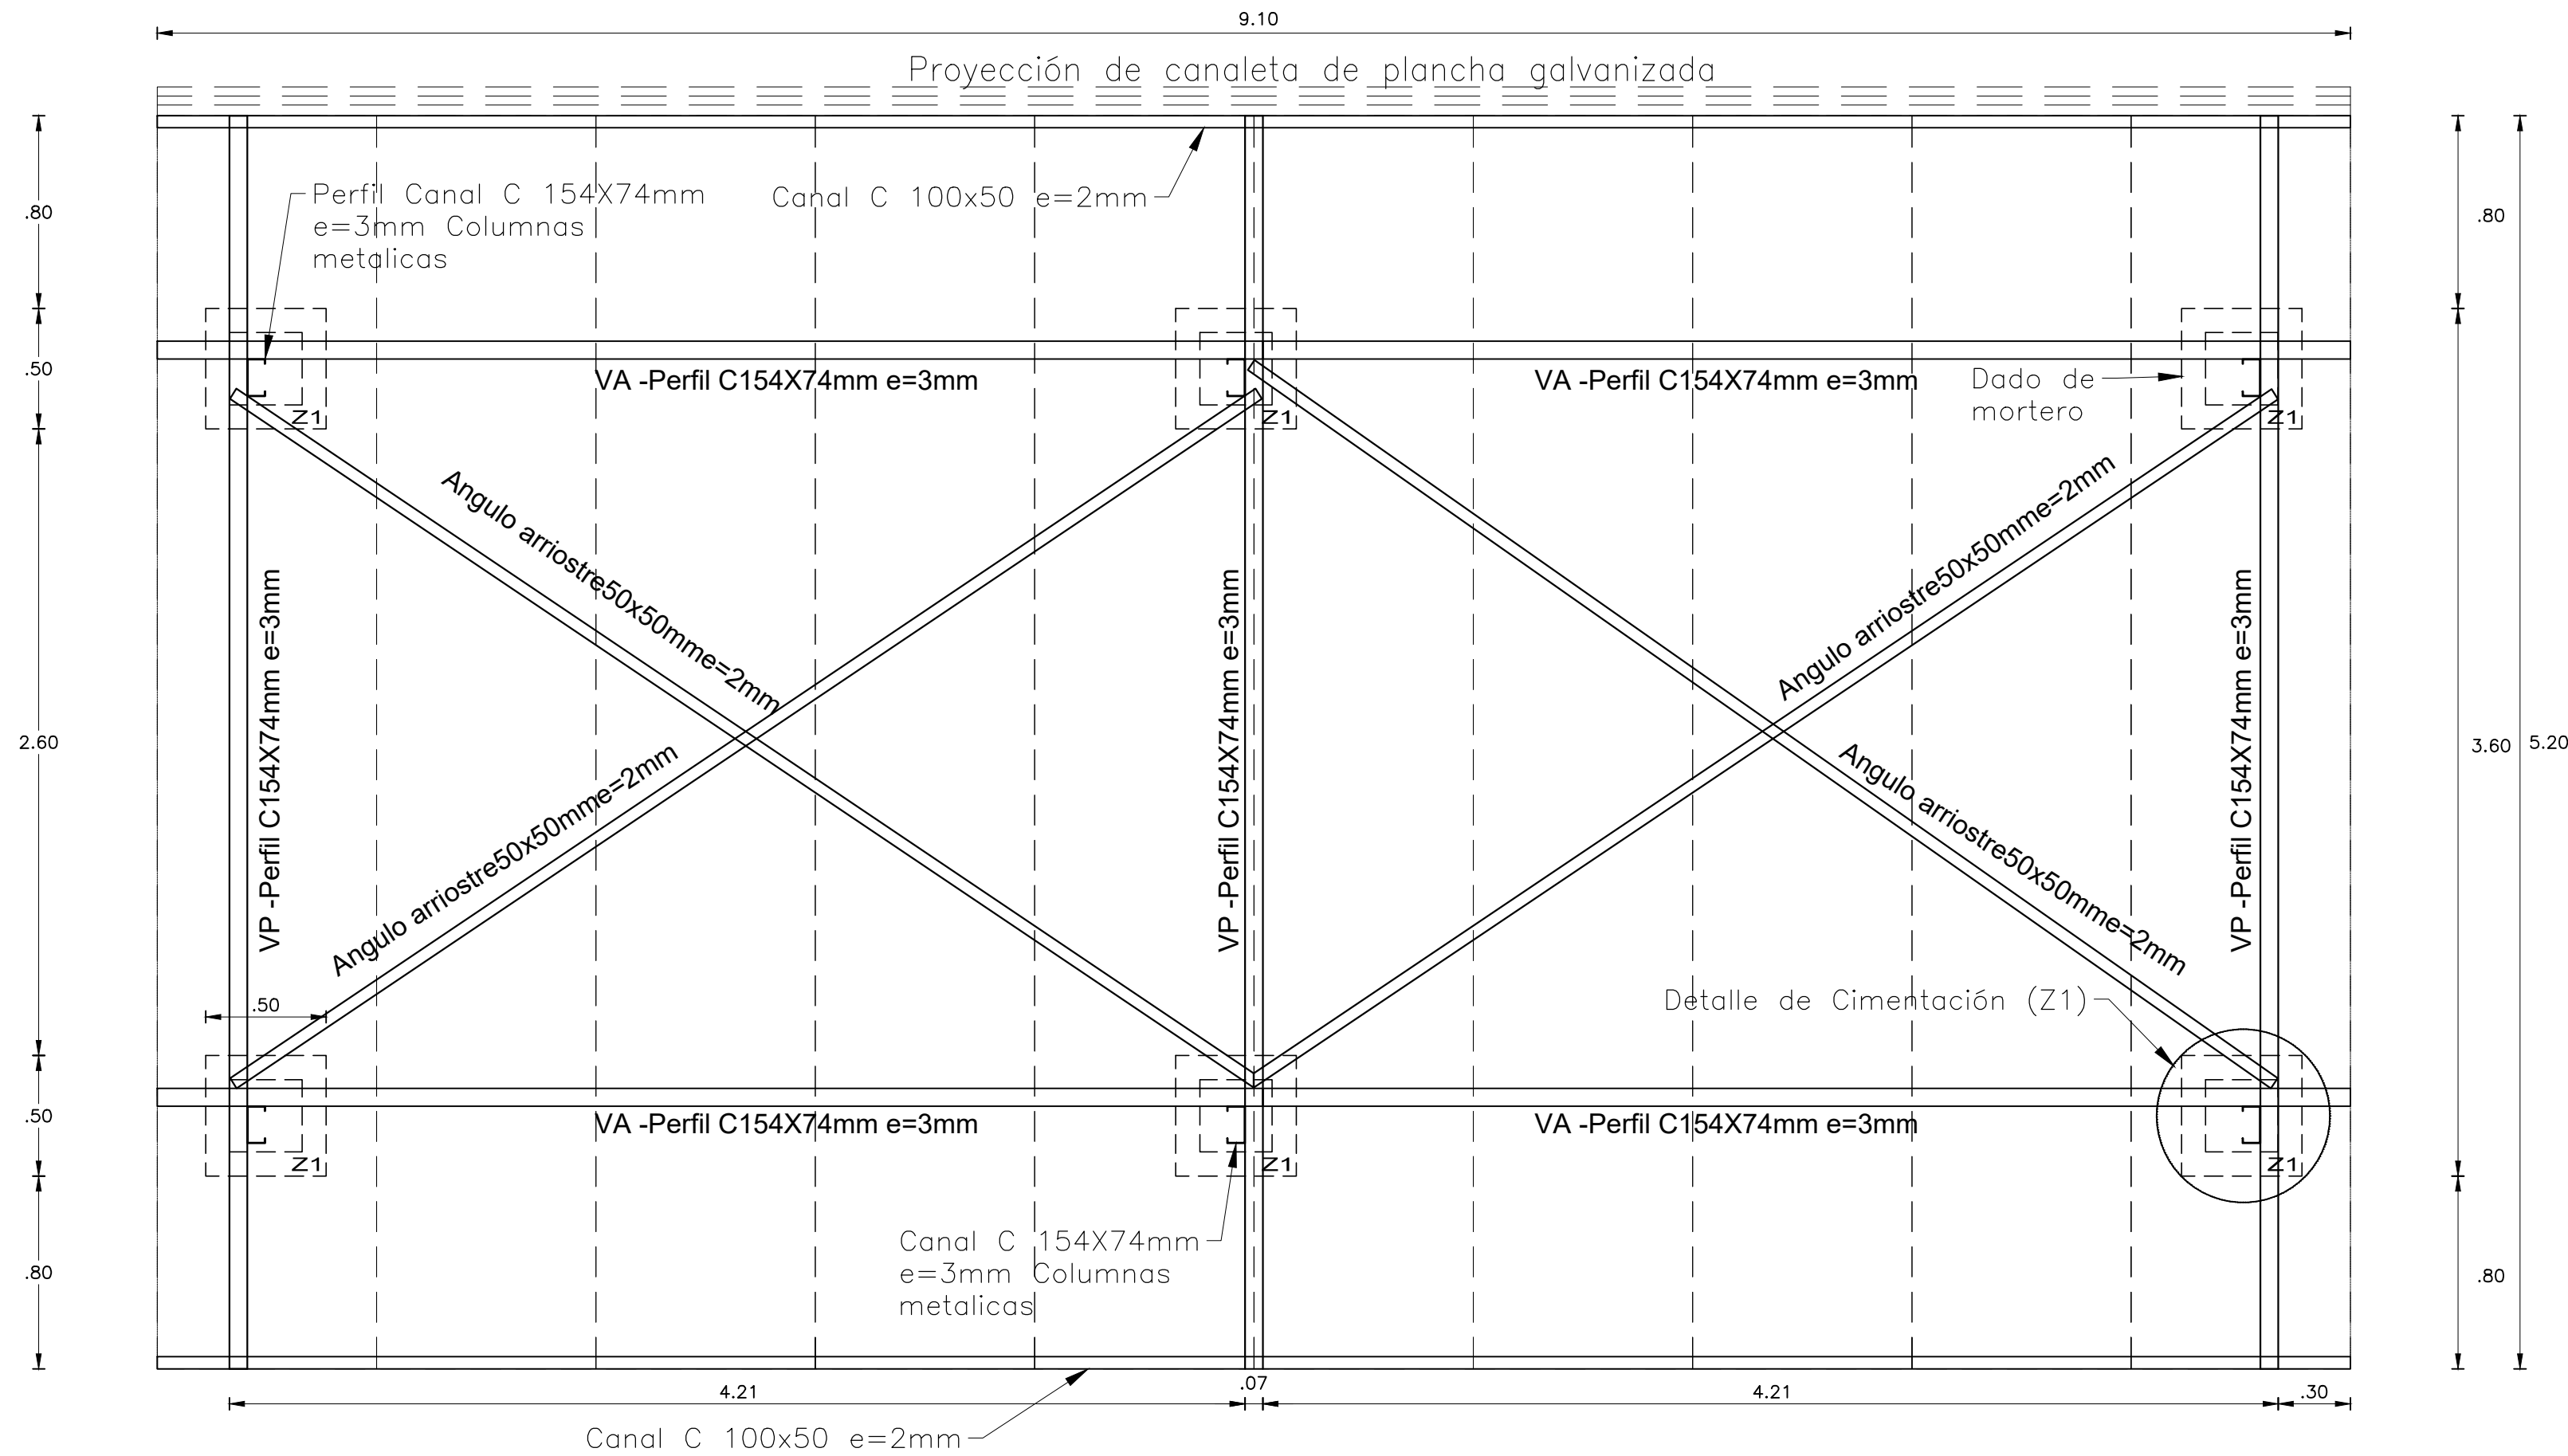 9.10
Proyección de canaleta de plancha galvanizada
Perfil Canal C 154X74mm
e=3mm Columnas
metalicas
Canal C 100x50 e=2mm
.80
.80
.50
VA -Perfil C154X74mm e=3mm
VA -Perfil C154X74mm e=3mm
Dado de
mortero
Z1
Z1
Z1
Angulo arriostre50x50mme=2mm
Angulo arriostre50x50mme=2mm
VP -Perfil C154X74mm e=3mm
VP -Perfil C154X74mm e=3mm
VP -Perfil C154X74mm e=3mm
2.60
3.60
5.20
Angulo arriostre50x50mme=2mm
Angulo arriostre50x50mme=2mm
.50
Detalle de Cimentación (Z1)
.50
VA -Perfil C154X74mm e=3mm
VA -Perfil C154X74mm e=3mm
Z1
Z1
Z1
Canal C 154X74mm
e=3mm Columnas
metalicas
.80
.80
4.21
.07
4.21
.30
Canal C 100x50 e=2mm